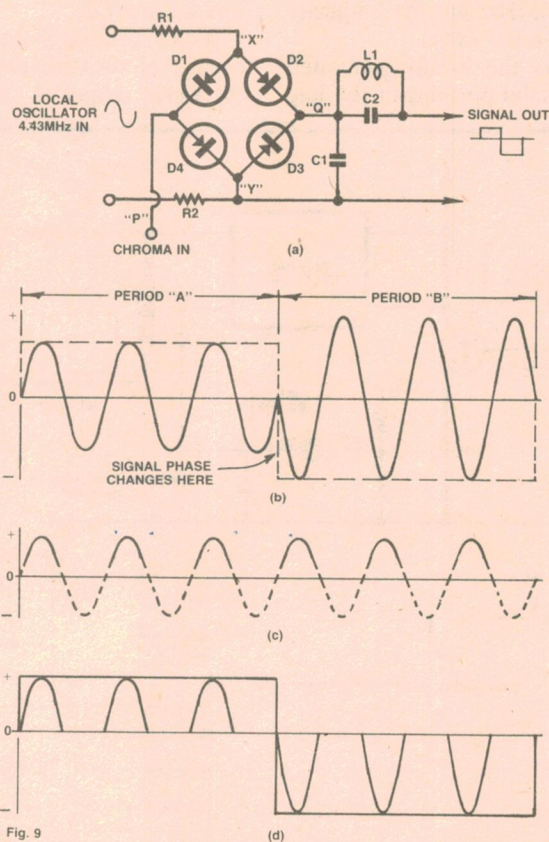 R1
"X"
D1
D2
L1
LOCAL
OSCILLATOR
4.43MHz IN
"Q"
C2
SIGNAL OUT
D4
D3
C1
"Y"
"P"
R2
CHROMA IN
(a)
PERIOD "A"
PERIOD "B"
+
0
SIGNAL PHASE
CHANGES HERE
—
(b)
+
0
—
(c)
+
0
—
Fig. 9
(d)